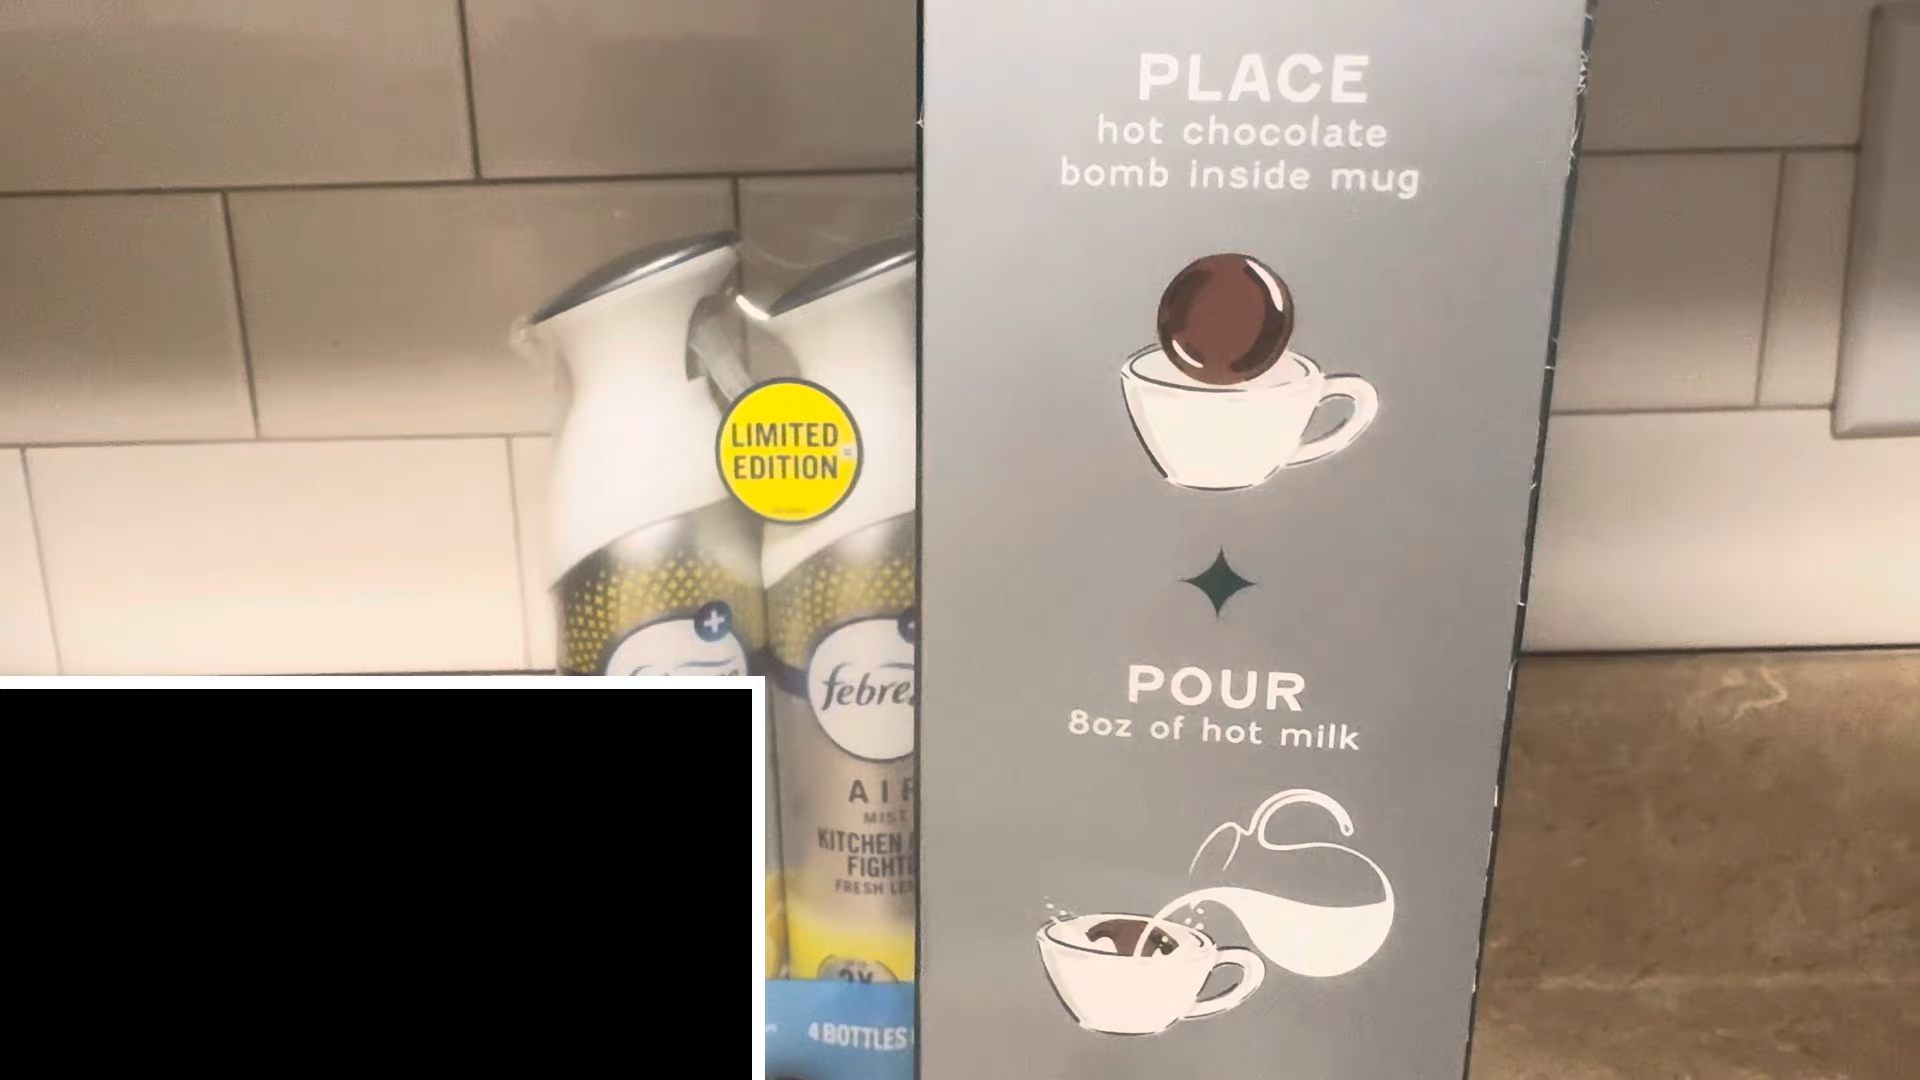 PLACE
hot chocolate
bomb inside mug
POUR
8oz of hot milk
LIMITED
EDITION
AIR
MIST
KITCHEN
FRESH
4 BOTTLES